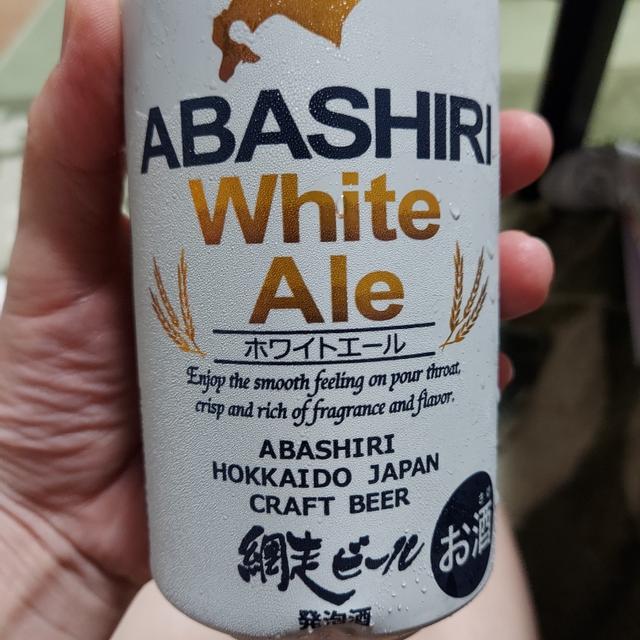 ABASHIRI
White
Ale
ホワイトエール
Enjoy the smooth feeling on your throat,
crisp and rich of fragrance and flavor.
ABASHIRI
HOKKAIDO JAPAN
CRAFT BEER
網走ビール
お酒
発泡酒